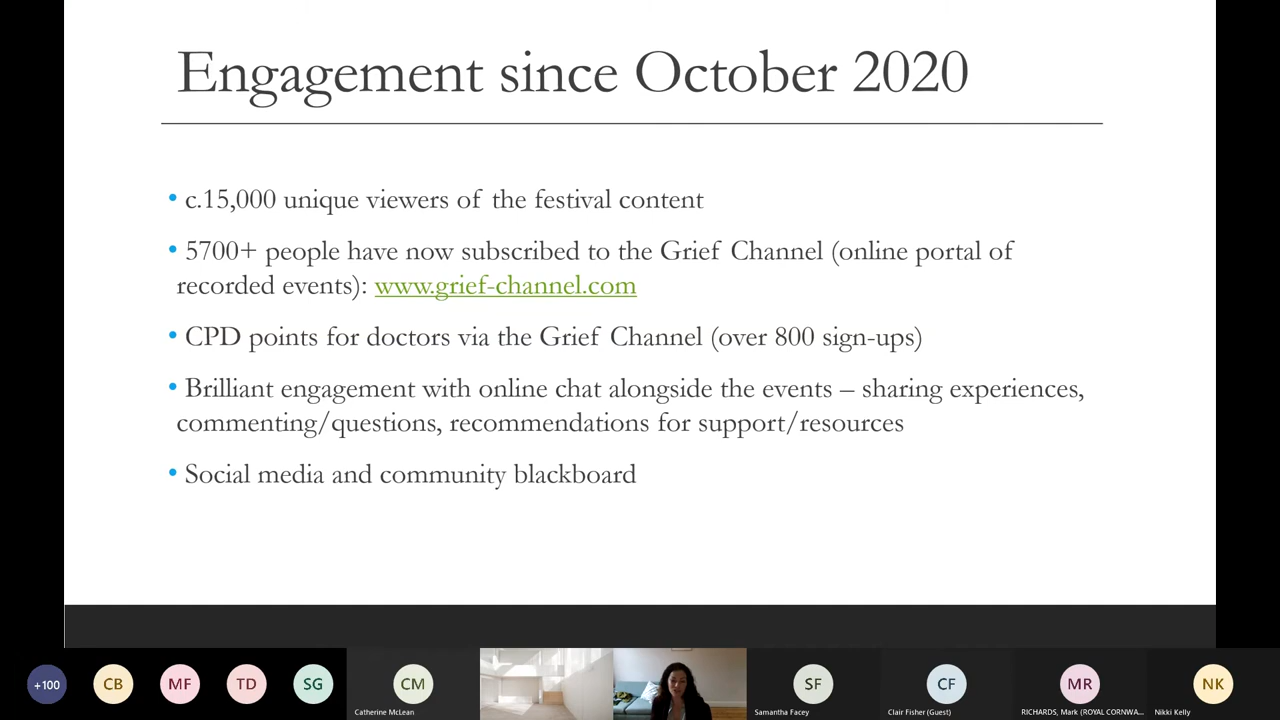 Engagement since October 2020
• c.15,000 unique viewers of the festival content
• 5700+ people have now subscribed to the Grief Channel (online portal of
recorded events): www.grief-channel.com
• CPD points for doctors via the Grief Channel (over 800 sign-ups)
• Brilliant engagement with online chat alongside the events – sharing experiences,
commenting/questions, recommendations for support/resources
• Social media and community blackboard
+100
CB
MF
TD
SG
CM
SF
CF
MR
NK
Catherine McLean
Samantha Facey
Clair Fisher (Guest)
RICHARDS, Mark (ROYAL CORNWA...
Nikki Kelly